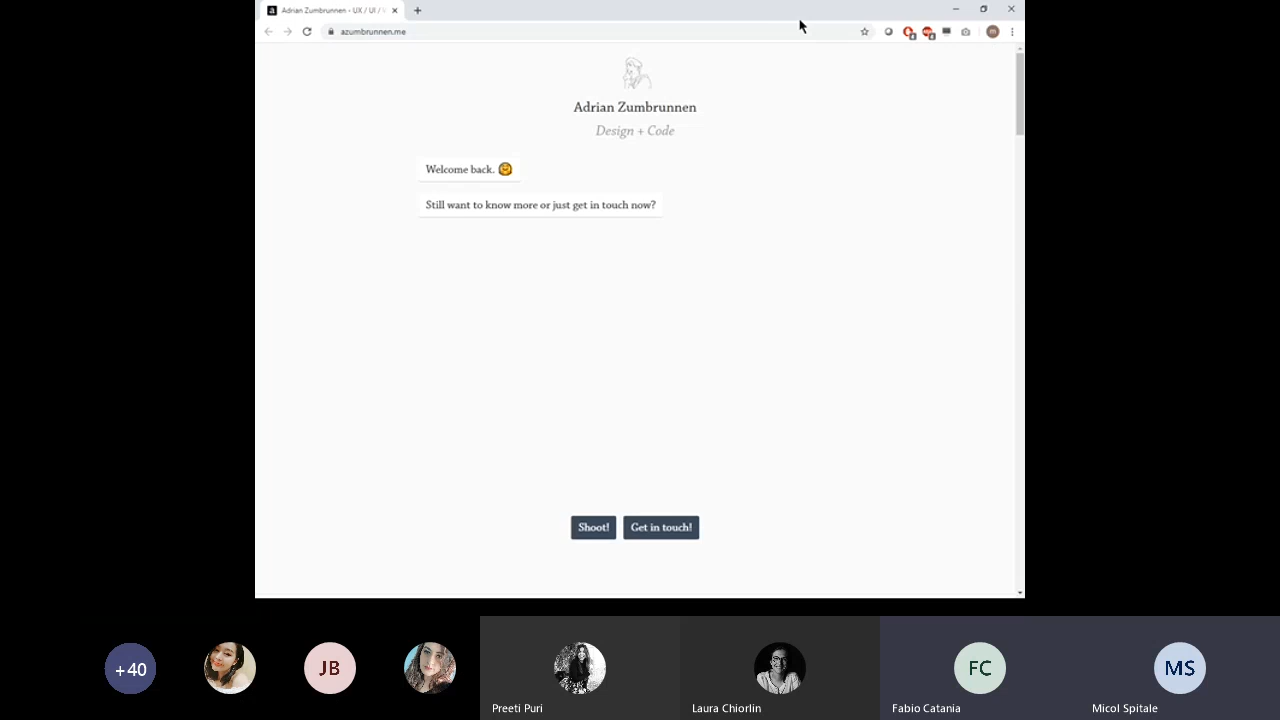 Adrian Zumbrunnen - UX / UI / V
azumbrunnen.me
Adrian Zumbrunnen
Design + Code
Welcome back.
Still want to know more or just get in touch now?
Shoot!
Get in touch!
+40
JB
FC
MS
Preeti Puri
Laura Chiorlin
Fabio Catania
Micol Spitale